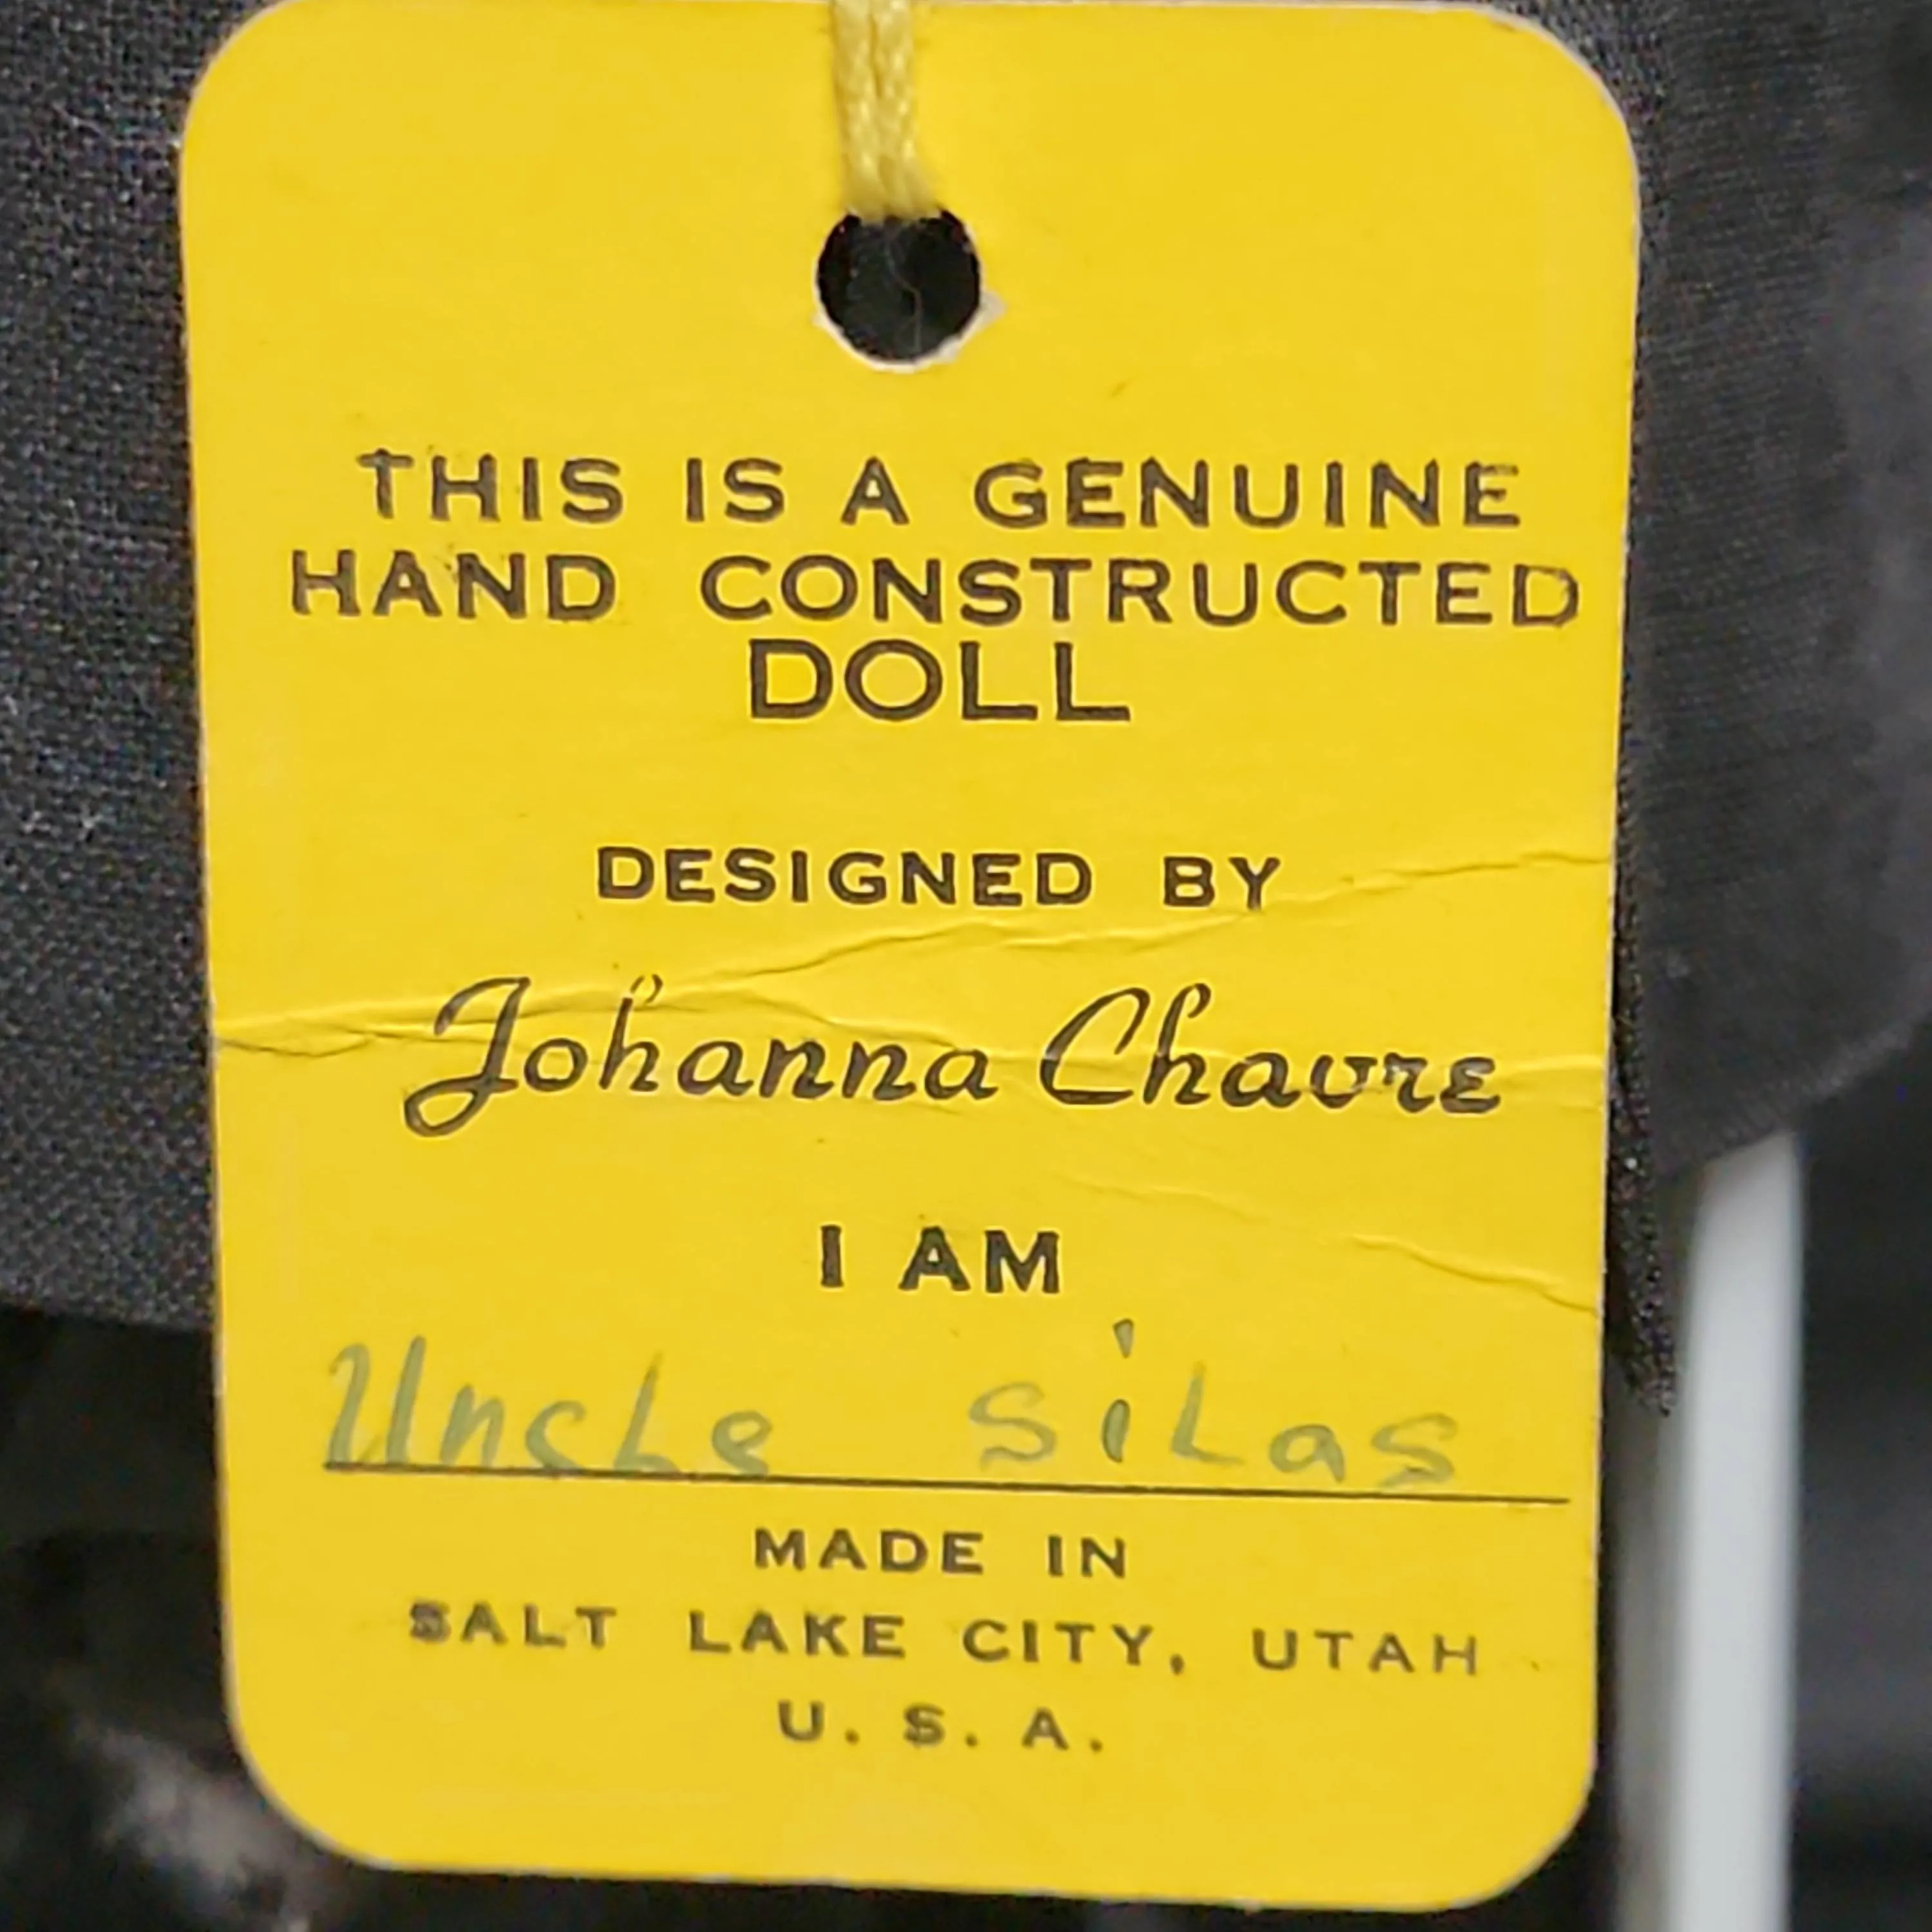 THIS IS A GENUINE
HAND CONSTRUCTED
DOLL
DESIGNED BY
Johanna Chavre
I AM
Uncle siLas
MADE IN
SALT LAKE CITY, UTAH
U. S. A.